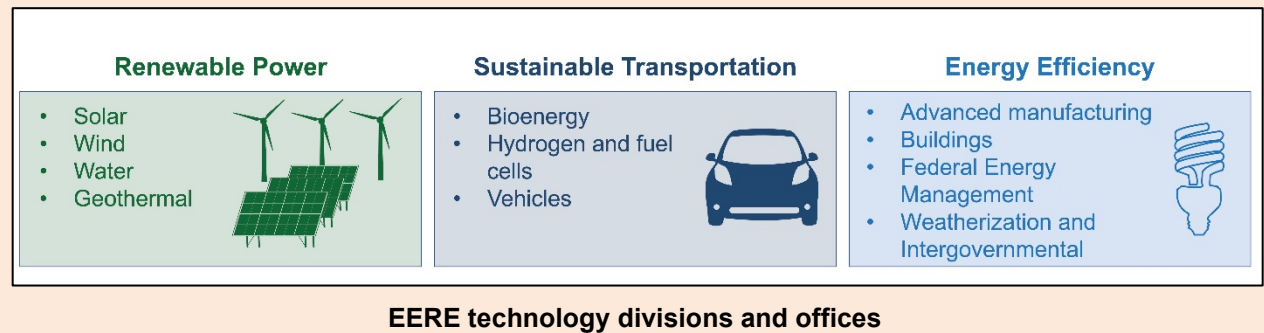 Renewable Power
• Solar
• Wind
• Water
• Geothermal
Sustainable Transportation
• Bioenergy
• Hydrogen and fuel
cells
• Vehicles
Energy Efficiency
• Advanced manufacturing
• Buildings
• Federal Energy
Management
• Weatherization and
Intergovernmental
EERE technology divisions and offices